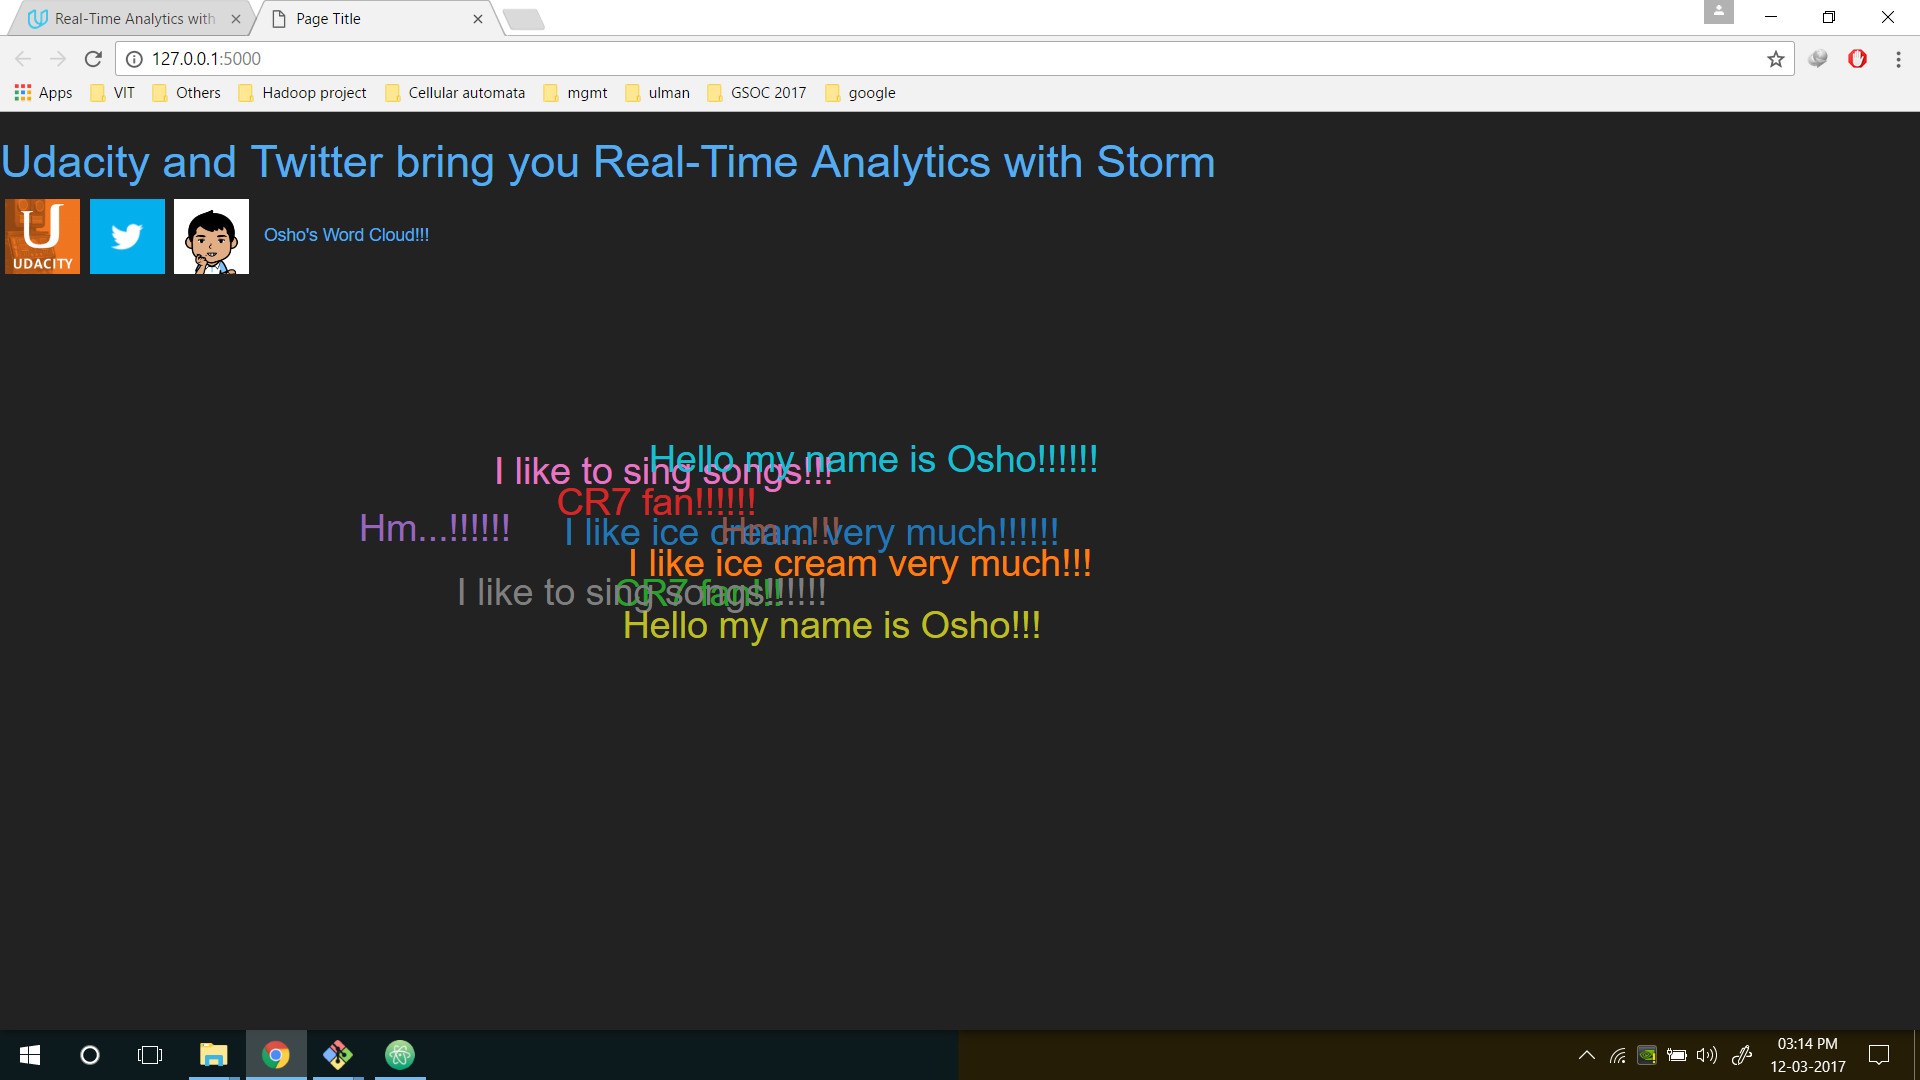 Real-Time Analytics with
Page Title
127.0.0.1:5000
Apps VIT Others Hadoop project Cellular automata mgmt ulman GSOC 2017 google
Udacity and Twitter bring you Real-Time Analytics with Storm
UDACITY
Osho's Word Cloud!!!
Hello my name is Osho!!!!!!
I like to sing songs!!!
CR7 fan!!!!!!
Hm...!!!!!!
I like ice cream very much!!!!!!
Hm...!!!
I like ice cream very much!!!
I like to sing songs!!!!!!
CR7 fan!!!
Hello my name is Osho!!!
03:14 PM
12-03-2017